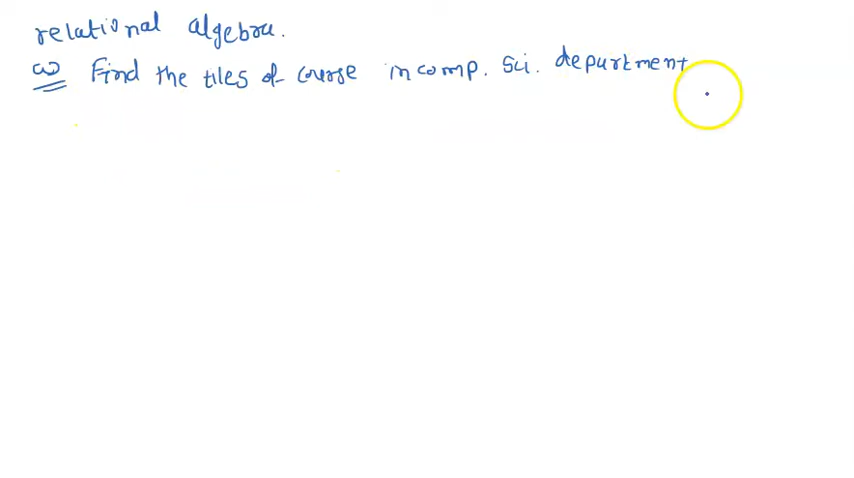 relational algebra.
a) Find the tiles of course in comp. Sci. department